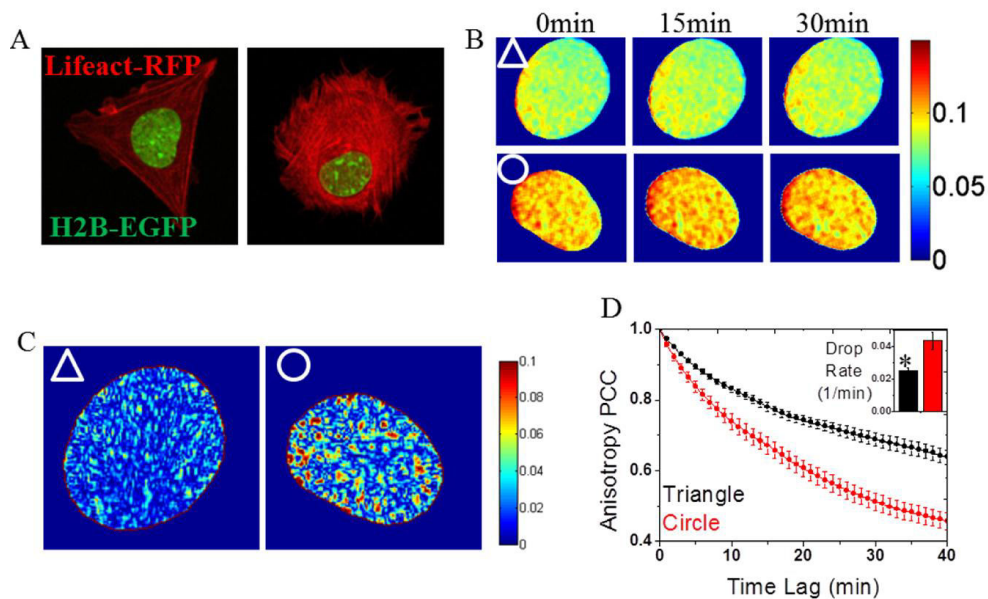 A
Lifeact-RFP
H2B-EGFP
B
0min 15min 30min
0.1
0.05
0
C
0.1
0.08
0.06
0.04
0.02
0
D
1.0
0.8
0.6
0.4
Anisotropy PCC
0 10 20 30 40
Time Lag (min)
Triangle
Circle
Drop
Rate
(1/min)
0.04
0.02
0.00
*